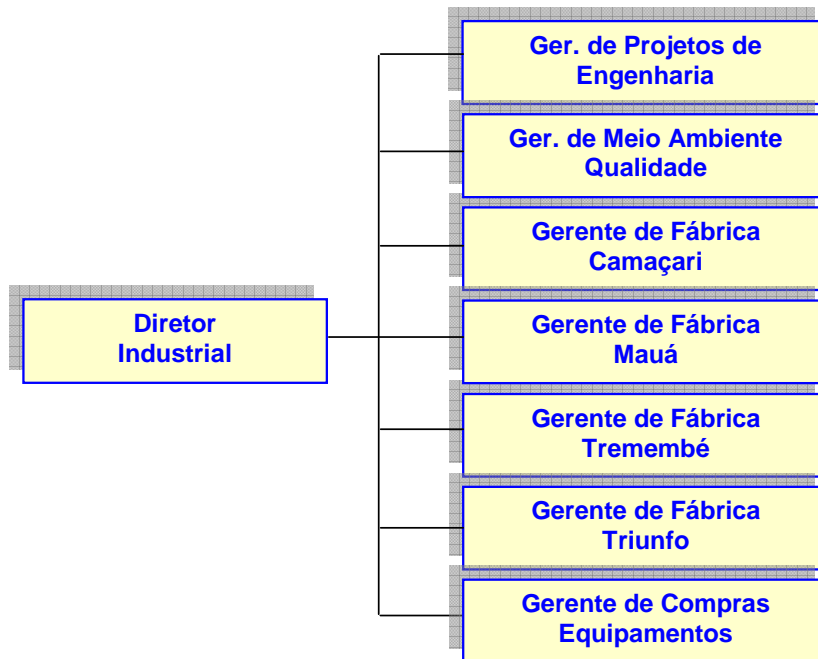 Ger. de Projetos de
Engenharia
Ger. de Meio Ambiente
Qualidade
Gerente de Fábrica
Camaçari
Diretor
Industrial
Gerente de Fábrica
Mauá
Gerente de Fábrica
Tremembé
Gerente de Fábrica
Triunfo
Gerente de Compras
Equipamentos